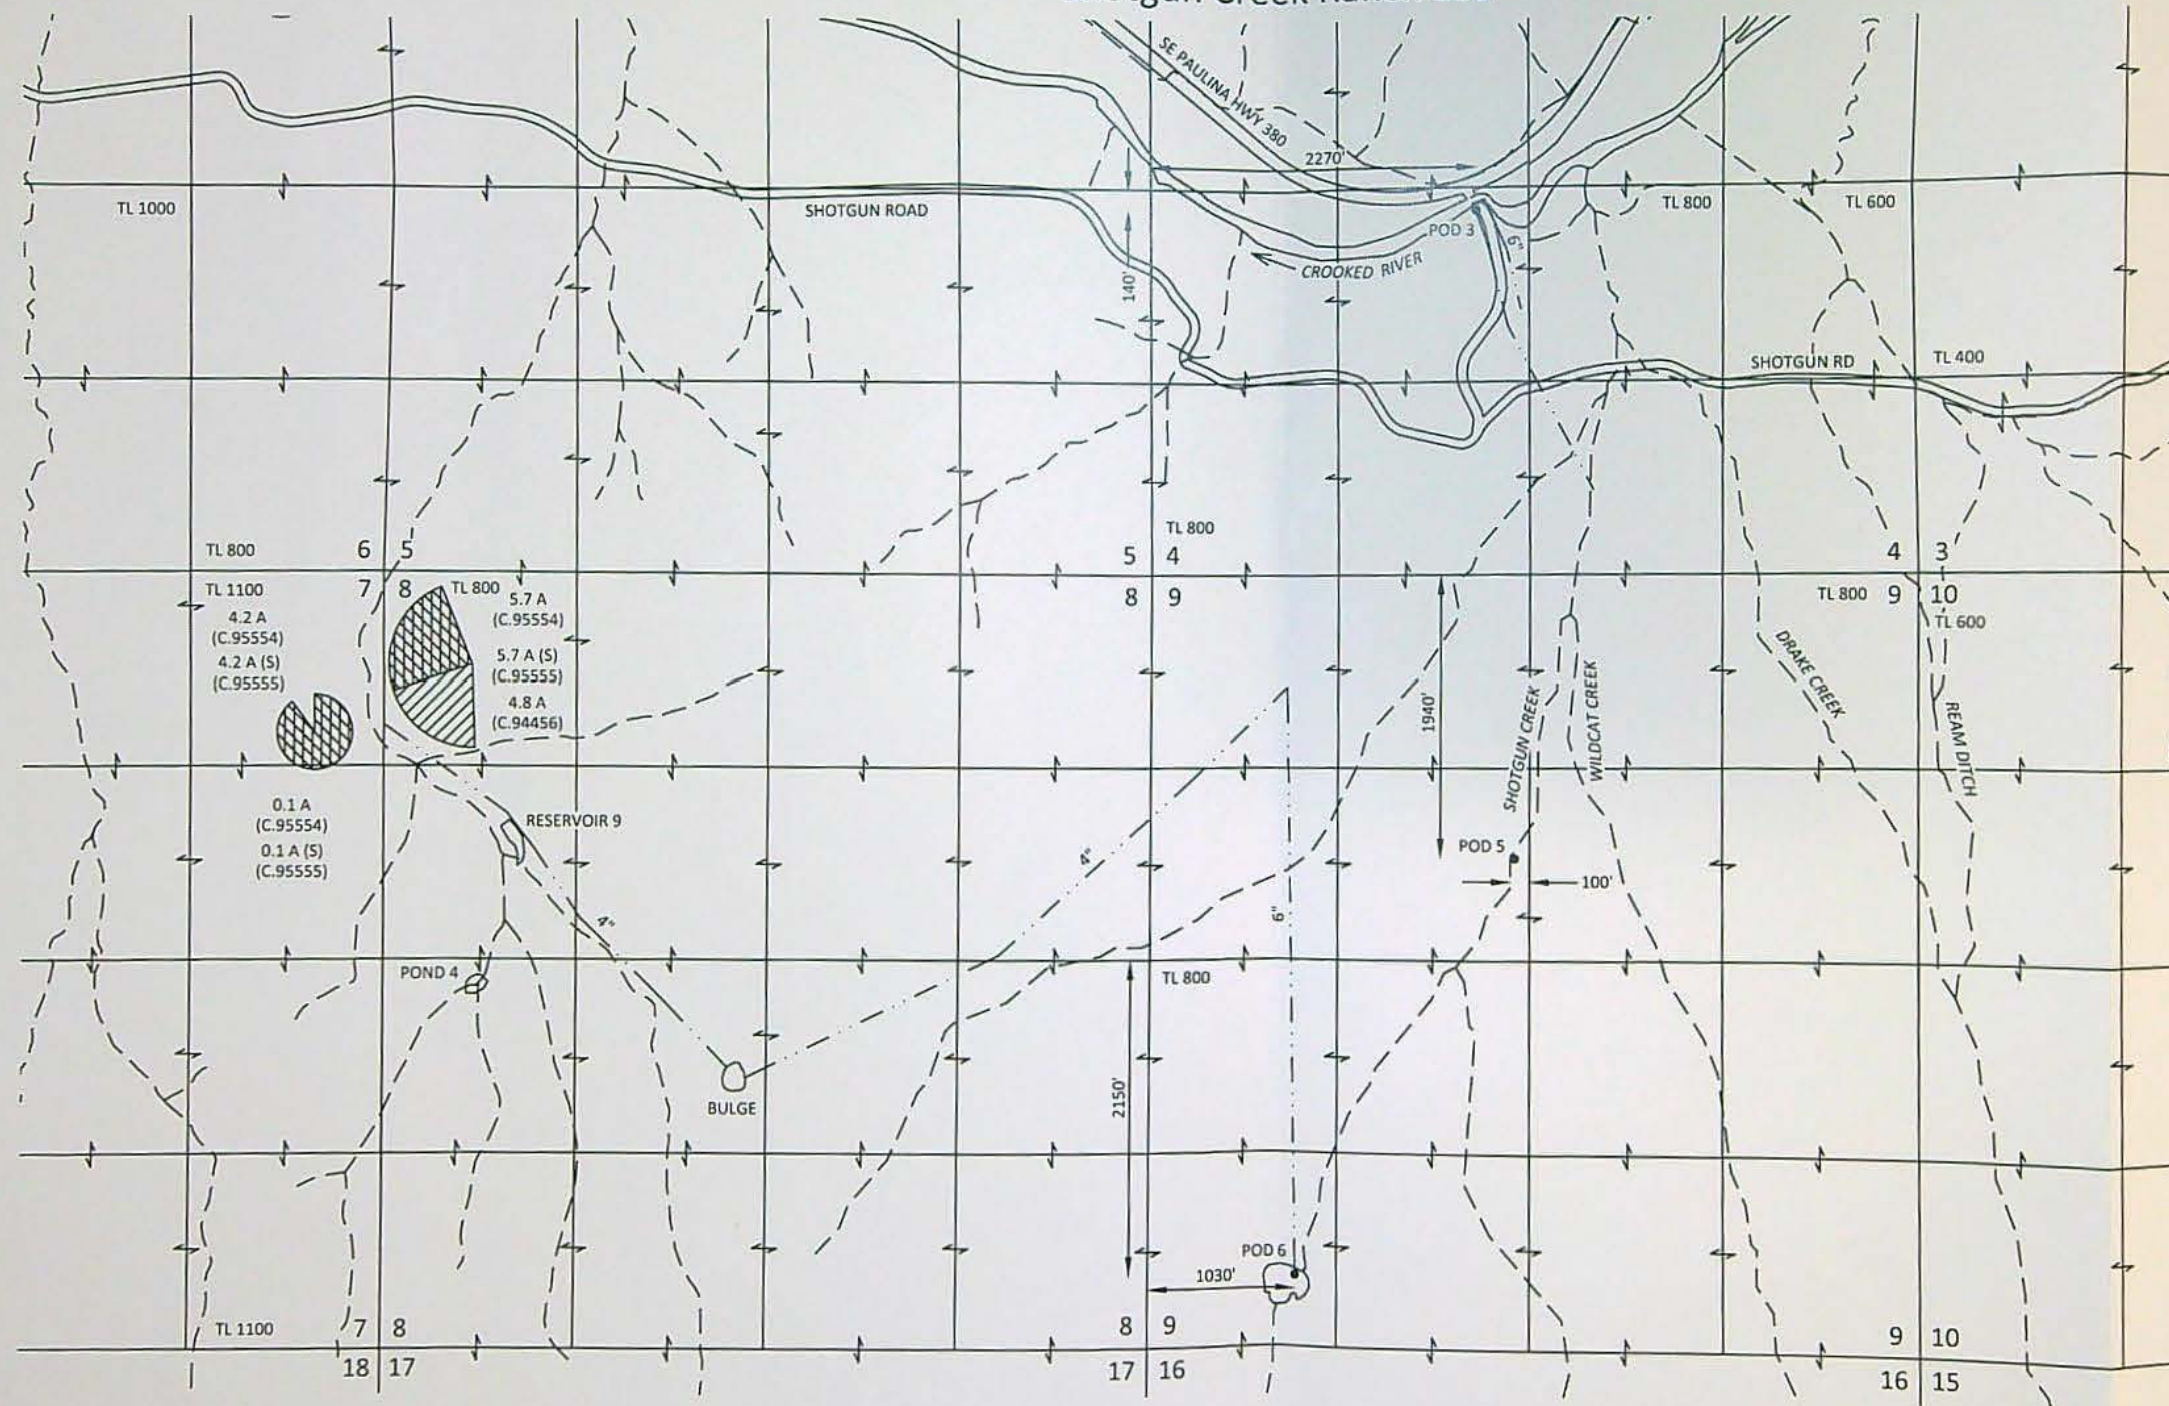 Creek
SE PAULINA HWY 380
2270'
TL 1000
SHOTGUN ROAD
TL 800
TL 600
POD 3
6"
CROOKED RIVER
140'
SHOTGUN RD
TL 400
TL 800
TL 800
6 5
5 4
4 3
7 8
8 9
9 10
TL 1100
TL 800
TL 800
TL 600
4.2 A
(C.95554)
4.2 A (S)
(C.95555)
5.7 A
(C.95554)
5.7 A (S)
(C.95555)
4.8 A
(C.94456)
0.1 A
(C.95554)
0.1 A (S)
(C.95555)
DRAKE CREEK
REAM DITCH
SHOTGUN CREEK
WILDCAT CREEK
1940'
RESERVOIR 9
4"
POD 5
100'
4"
6"
POND 4
TL 800
BULGE
2150'
POD 6
1030'
TL 1100
7 8
8 9
9 10
18 17
17 16
16 15